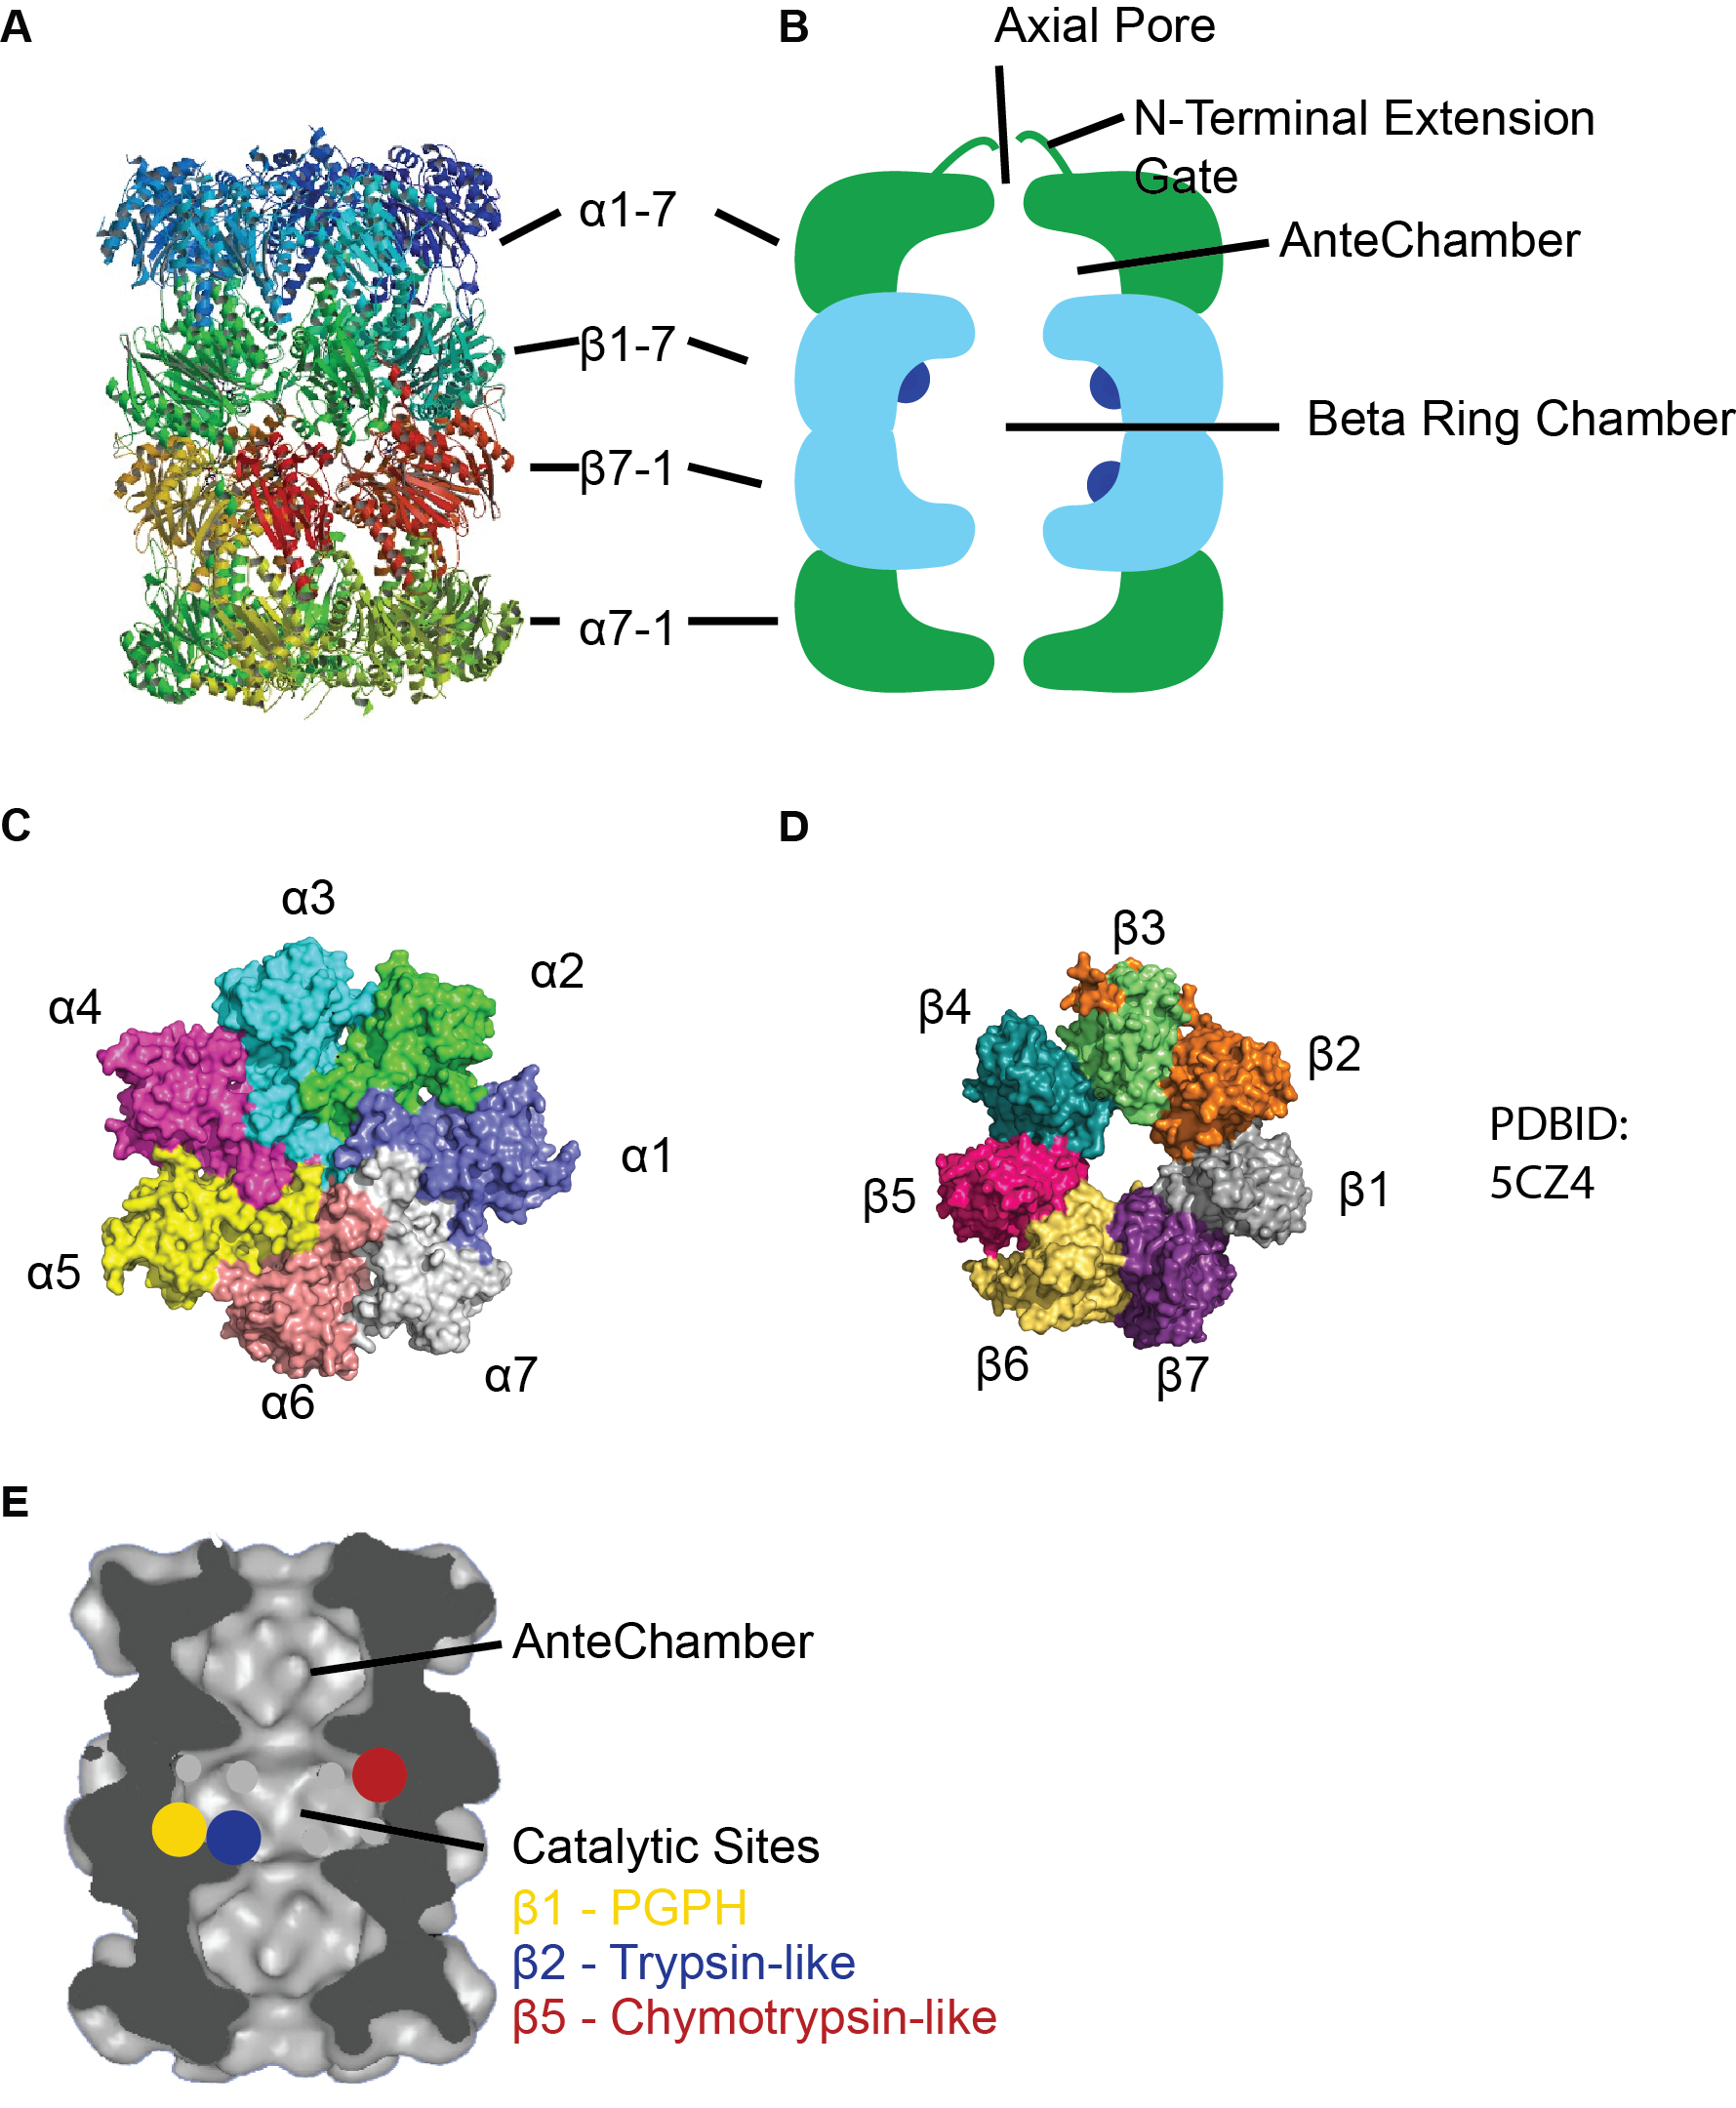 A
B
Axial Pore
N-Terminal Extension
Gate
α1-7
AnteChamber
β1-7
Beta Ring Chamber
β7-1
α7-1
C
D
α3
α2
α4
α1
α5
α7
α6
β3
β4
β2
PDBID:
5CZ4
β5
β1
β6
β7
E
AnteChamber
Catalytic Sites
β1 - PGPH
β2 - Trypsin-like
β5 - Chymotrypsin-like